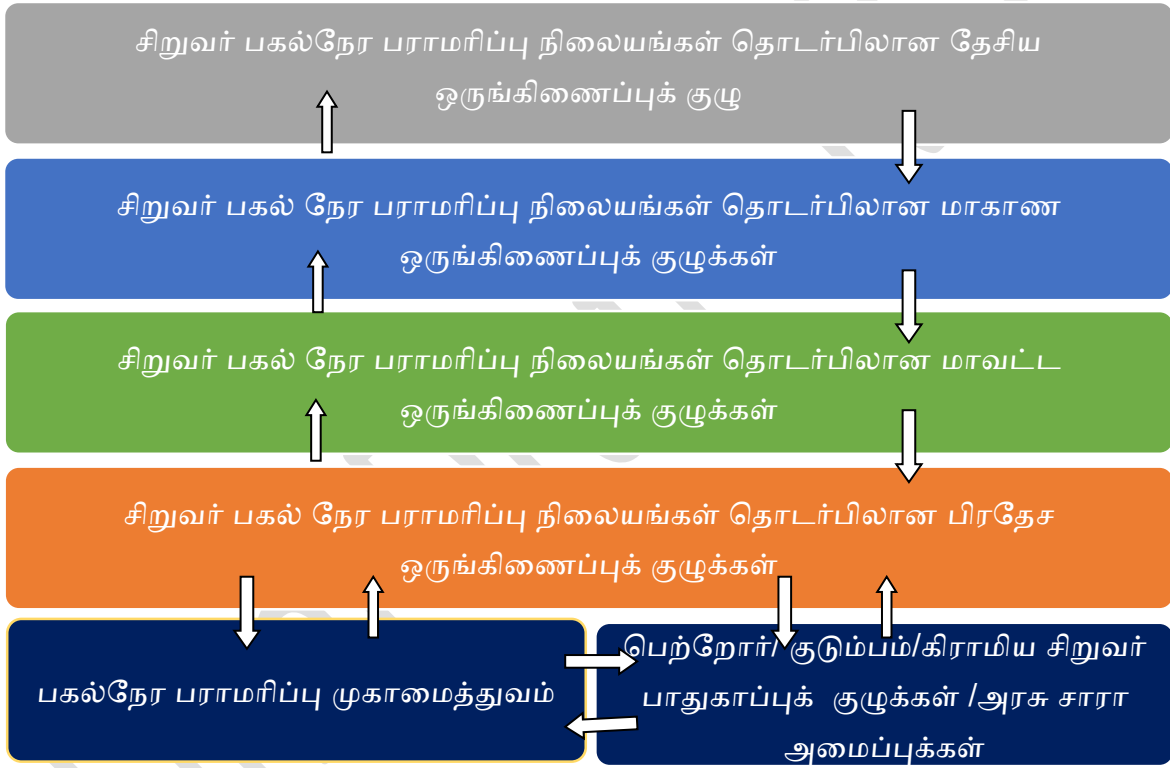 சிறுவர் பகல்நேர பராமரிப்பு நிலையங்கள் தொடர்பிலான தேசிய
ஒருங்கிணைப்புக் குழு
சிறுவர் பகல் நேர பராமரிப்பு நிலையங்கள் தொடர்பிலான மாகாண
ஒருங்கிணைப்புக் குழுக்கள்
சிறுவர் பகல் நேர பராமரிப்பு நிலையங்கள் தொடர்பிலான மாவட்ட
ஒருங்கிணைப்புக் குழுக்கள்
சிறுவர் பகல் நேர பராமரிப்பு நிலையங்கள் தொடர்பிலான பிரதேச
ஒருங்கிணைப்புக் குழுக்கள்
பகல்நேர பராமரிப்பு முகாமைத்துவம்
பெற்றோர்/ குடும்பம்/கிராமிய சிறுவர்
பாதுகாப்புக் குழுக்கள் /அரசு சாரா
அமைப்புக்கள்